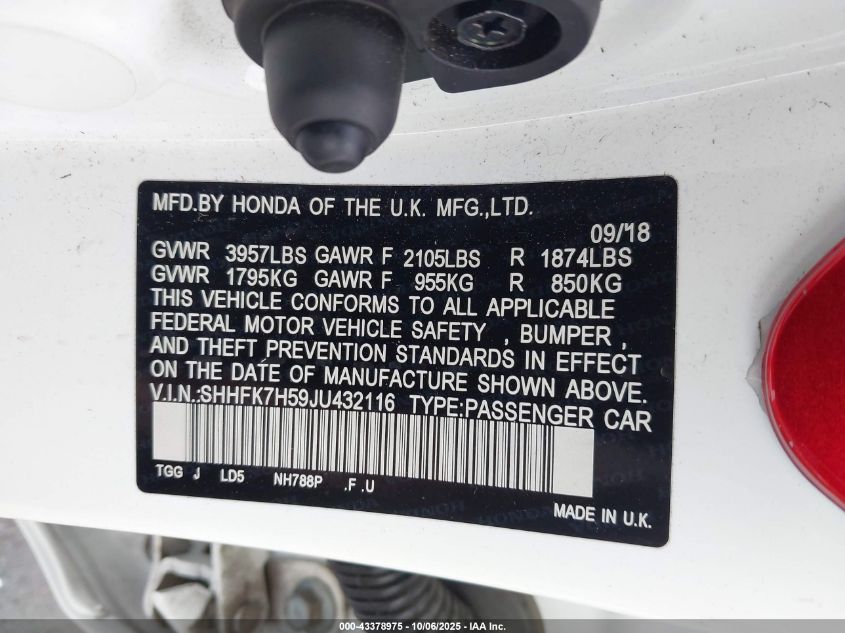 MFD.BY HONDA OF THE U.K. MFG.,LTD.
09/18
GVWR 3957LBS GAWR F 2105LBS R 1874LBS
GVWR 1795KG GAWR F 955KG R 850KG
THIS VEHICLE CONFORMS TO ALL APPLICABLE
FEDERAL MOTOR VEHICLE SAFETY , BUMPER ,
AND THEFT PREVENTION STANDARDS IN EFFECT
ON THE DATE OF MANUFACTURE SHOWN ABOVE.
V.I.N.:SHHFK7H59JU432116 TYPE:PASSENGER CAR
TGG J LD5 NH788P .F .U
MADE IN U.K.
000-43378975 - 10/06/2025 - IAA Inc.